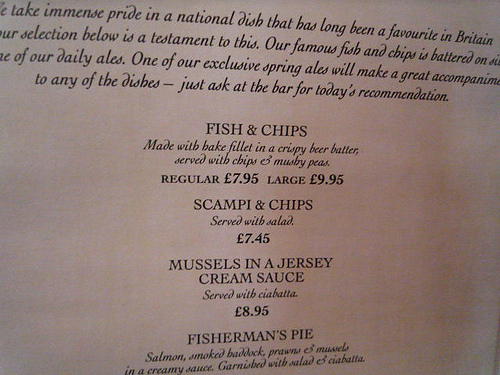 e take immense pride in a national dish that has long been a favourite in Britain
ur selection below is a testament to this. Our famous fish and chips is battered on si
ne of our daily ales. One of our exclusive spring ales will make a great accompanime
to any of the dishes – just ask at the bar for today's recommendation.
FISH & CHIPS
Made with hake fillet in a crispy beer batter,
served with chips & mushy peas.
REGULAR £7.95 LARGE £9.95
SCAMPI & CHIPS
Served with salad.
£7.45
MUSSELS IN A JERSEY
CREAM SAUCE
Served with ciabatta.
£8.95
FISHERMAN'S PIE
Salmon, smoked haddock, prawns & mussels
in a creamy sauce. Garnished with salad & ciabatta.